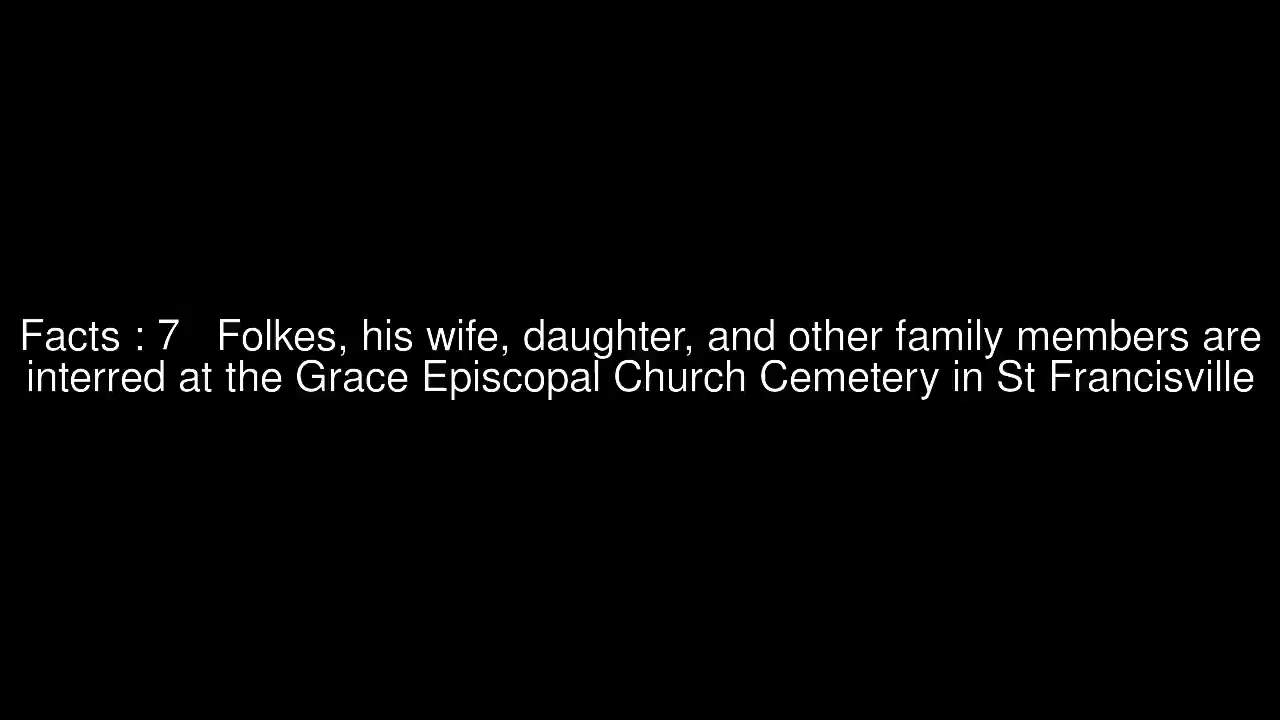 Facts : 7   Folkes, his wife, daughter, and other family members are
interred at the Grace Episcopal Church Cemetery in St Francisville